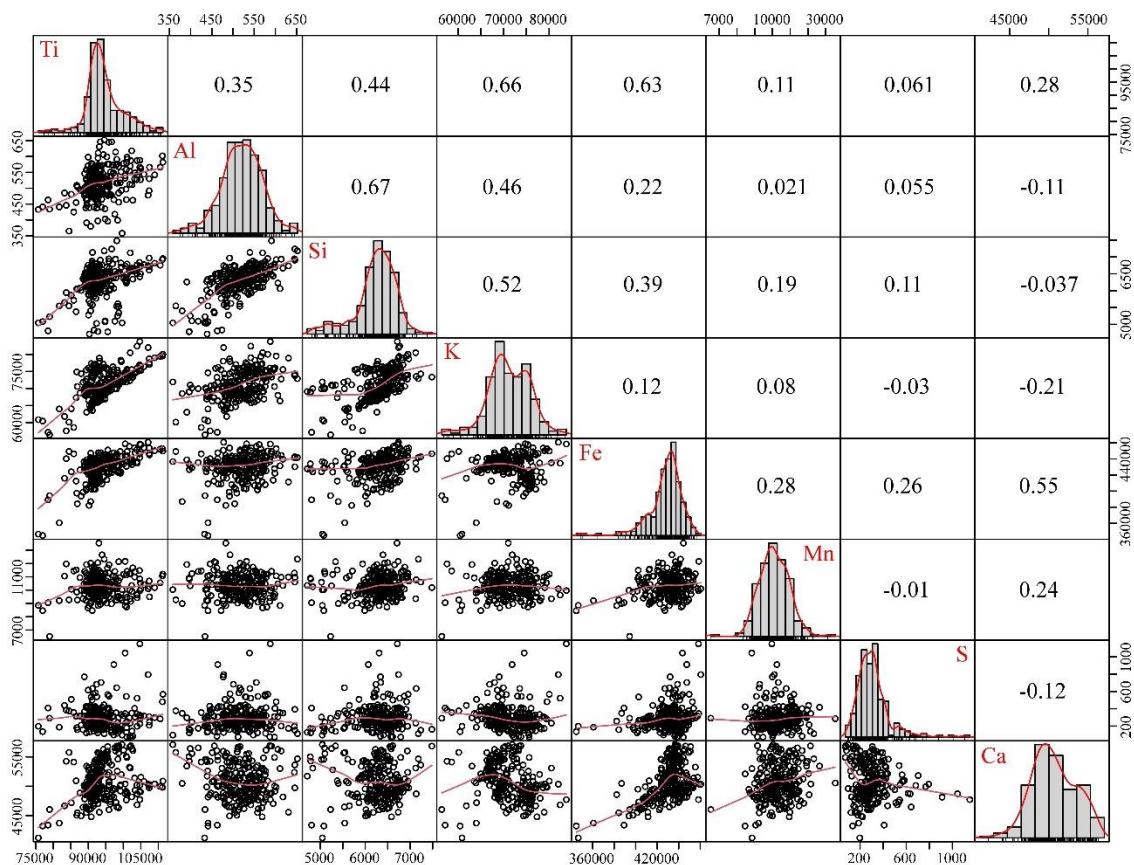 350 450 550 650 60000 70000 80000 7000 10000 30000 45000 55000
Ti 0.35 0.44 0.66 0.63 0.11 0.061 0.28 75000 95000
350 450 550 650 Al 0.67 0.46 0.22 0.021 0.055 -0.11
Si 0.52 0.39 0.19 0.11 -0.037 5000 6500
60000 75000 K 0.12 0.08 -0.03 -0.21
Fe 0.28 0.26 0.55 360000 440000
7000 11000 Mn -0.01 0.24
S -0.12 200 600 1000
45000 55000 Ca
75000 90000 105000 5000 6000 7000 360000 420000 200 600 1000